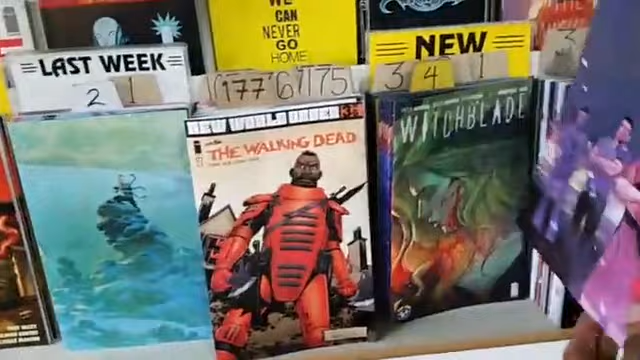 WE
CAN
NEVER
GO
HOME
LAST WEEK
NEW
3
2 1
177 6 175
3 4 1
NEW WORLD ORDER
THE WALKING DEAD
WITCHBLADE